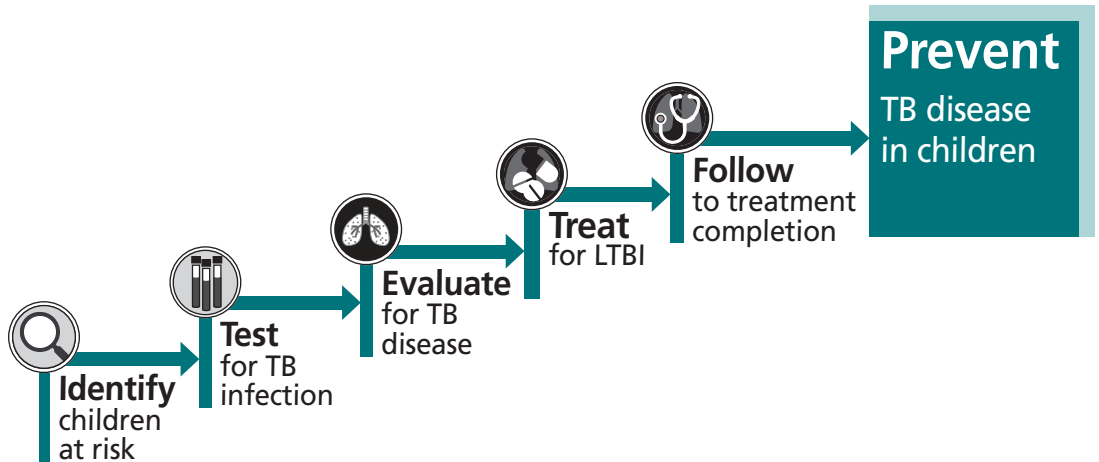 Identify
children
at risk
Test
for TB
infection
Evaluate
for TB
disease
Treat
for LTBI
Follow
to treatment
completion
Prevent
TB disease
in children